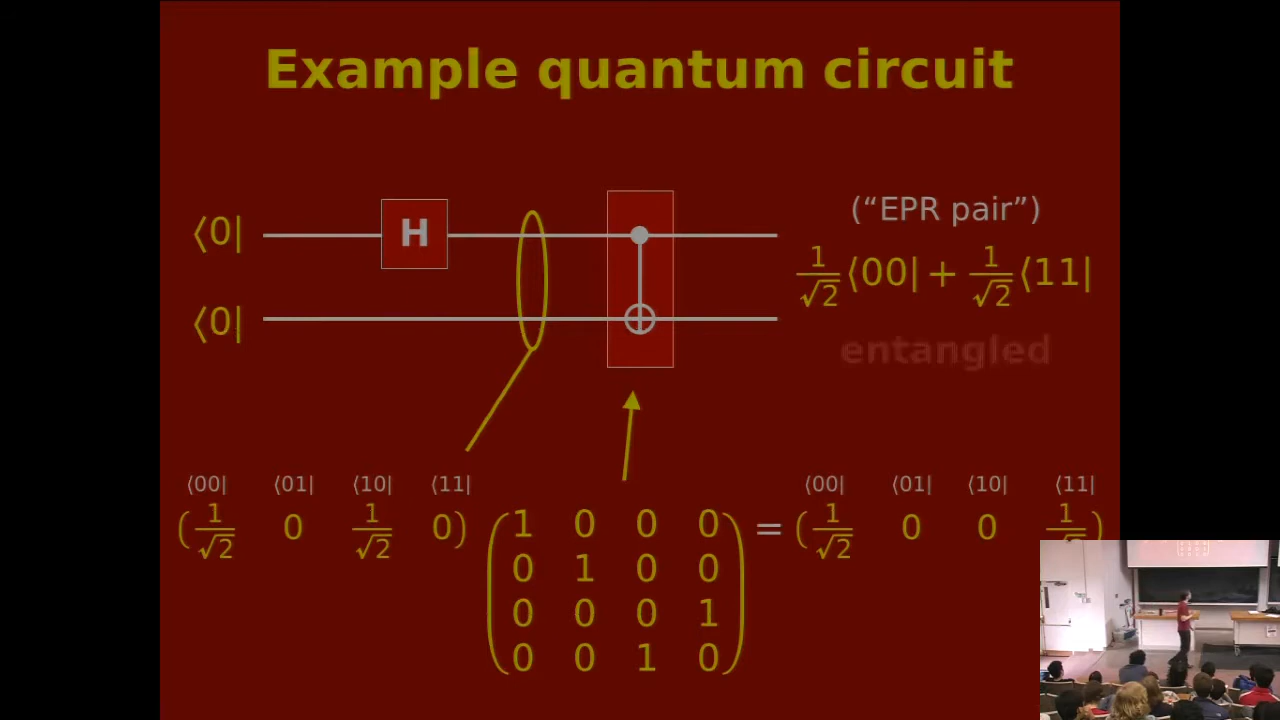 Example quantum circuit
("EPR pair")
⟨0| H
1/√2 ⟨00| + 1/√2 ⟨11|
⟨0|
entangled
⟨00| ⟨01| ⟨10| ⟨11| ⟨00| ⟨01| ⟨10| ⟨11|
(1/√2 0 1/√2 0) (1 0 0 0) = (1/√2 0 0 1/√2)
0 1 0 0
0 0 0 1
0 0 1 0